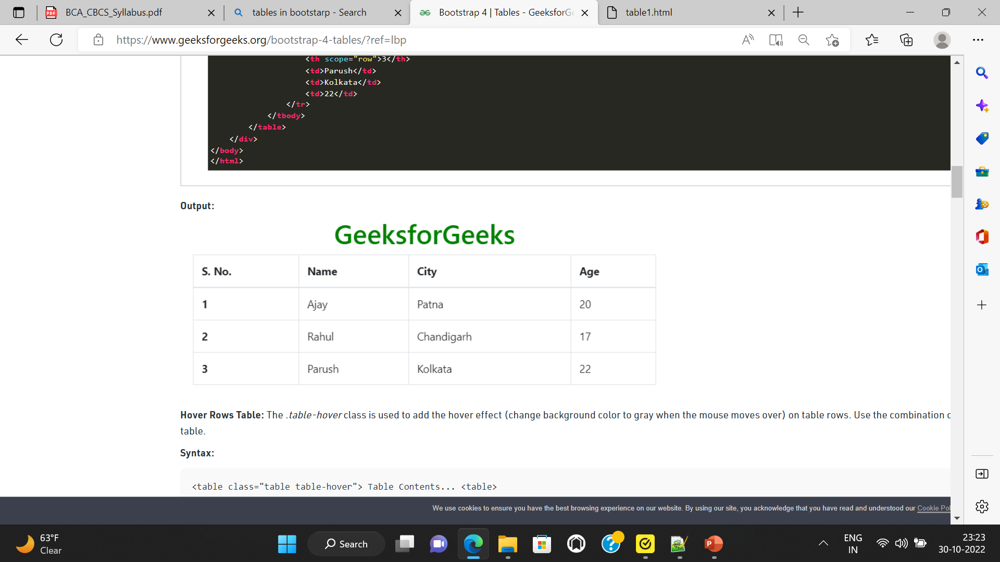 BCA_CBCS_Syllabus.pdf
tables in bootstarp - Search
Bootstrap 4 | Tables - GeeksforGe
table1.html
https://www.geeksforgeeks.org/bootstrap-4-tables/?ref=lbp
<th scope="row">3</th>
<td>Parush</td>
<td>Kolkata</td>
<td>22</td>
</tr>
</tbody>
</table>
</div>
</body>
</html>
Output:
GeeksforGeeks
S. No. Name City Age
1 Ajay Patna 20
2 Rahul Chandigarh 17
3 Parush Kolkata 22
Hover Rows Table: The .table-hover class is used to add the hover effect (change background color to gray when the mouse moves over) on table rows. Use the combination
table.
Syntax:
<table class="table table-hover"> Table Contents... <table>
We use cookies to ensure you have the best browsing experience on our website. By using our site, you acknowledge that you have read and understood our Cookie Pol
63°F
Clear
Search
ENG
IN
23:23
30-10-2022